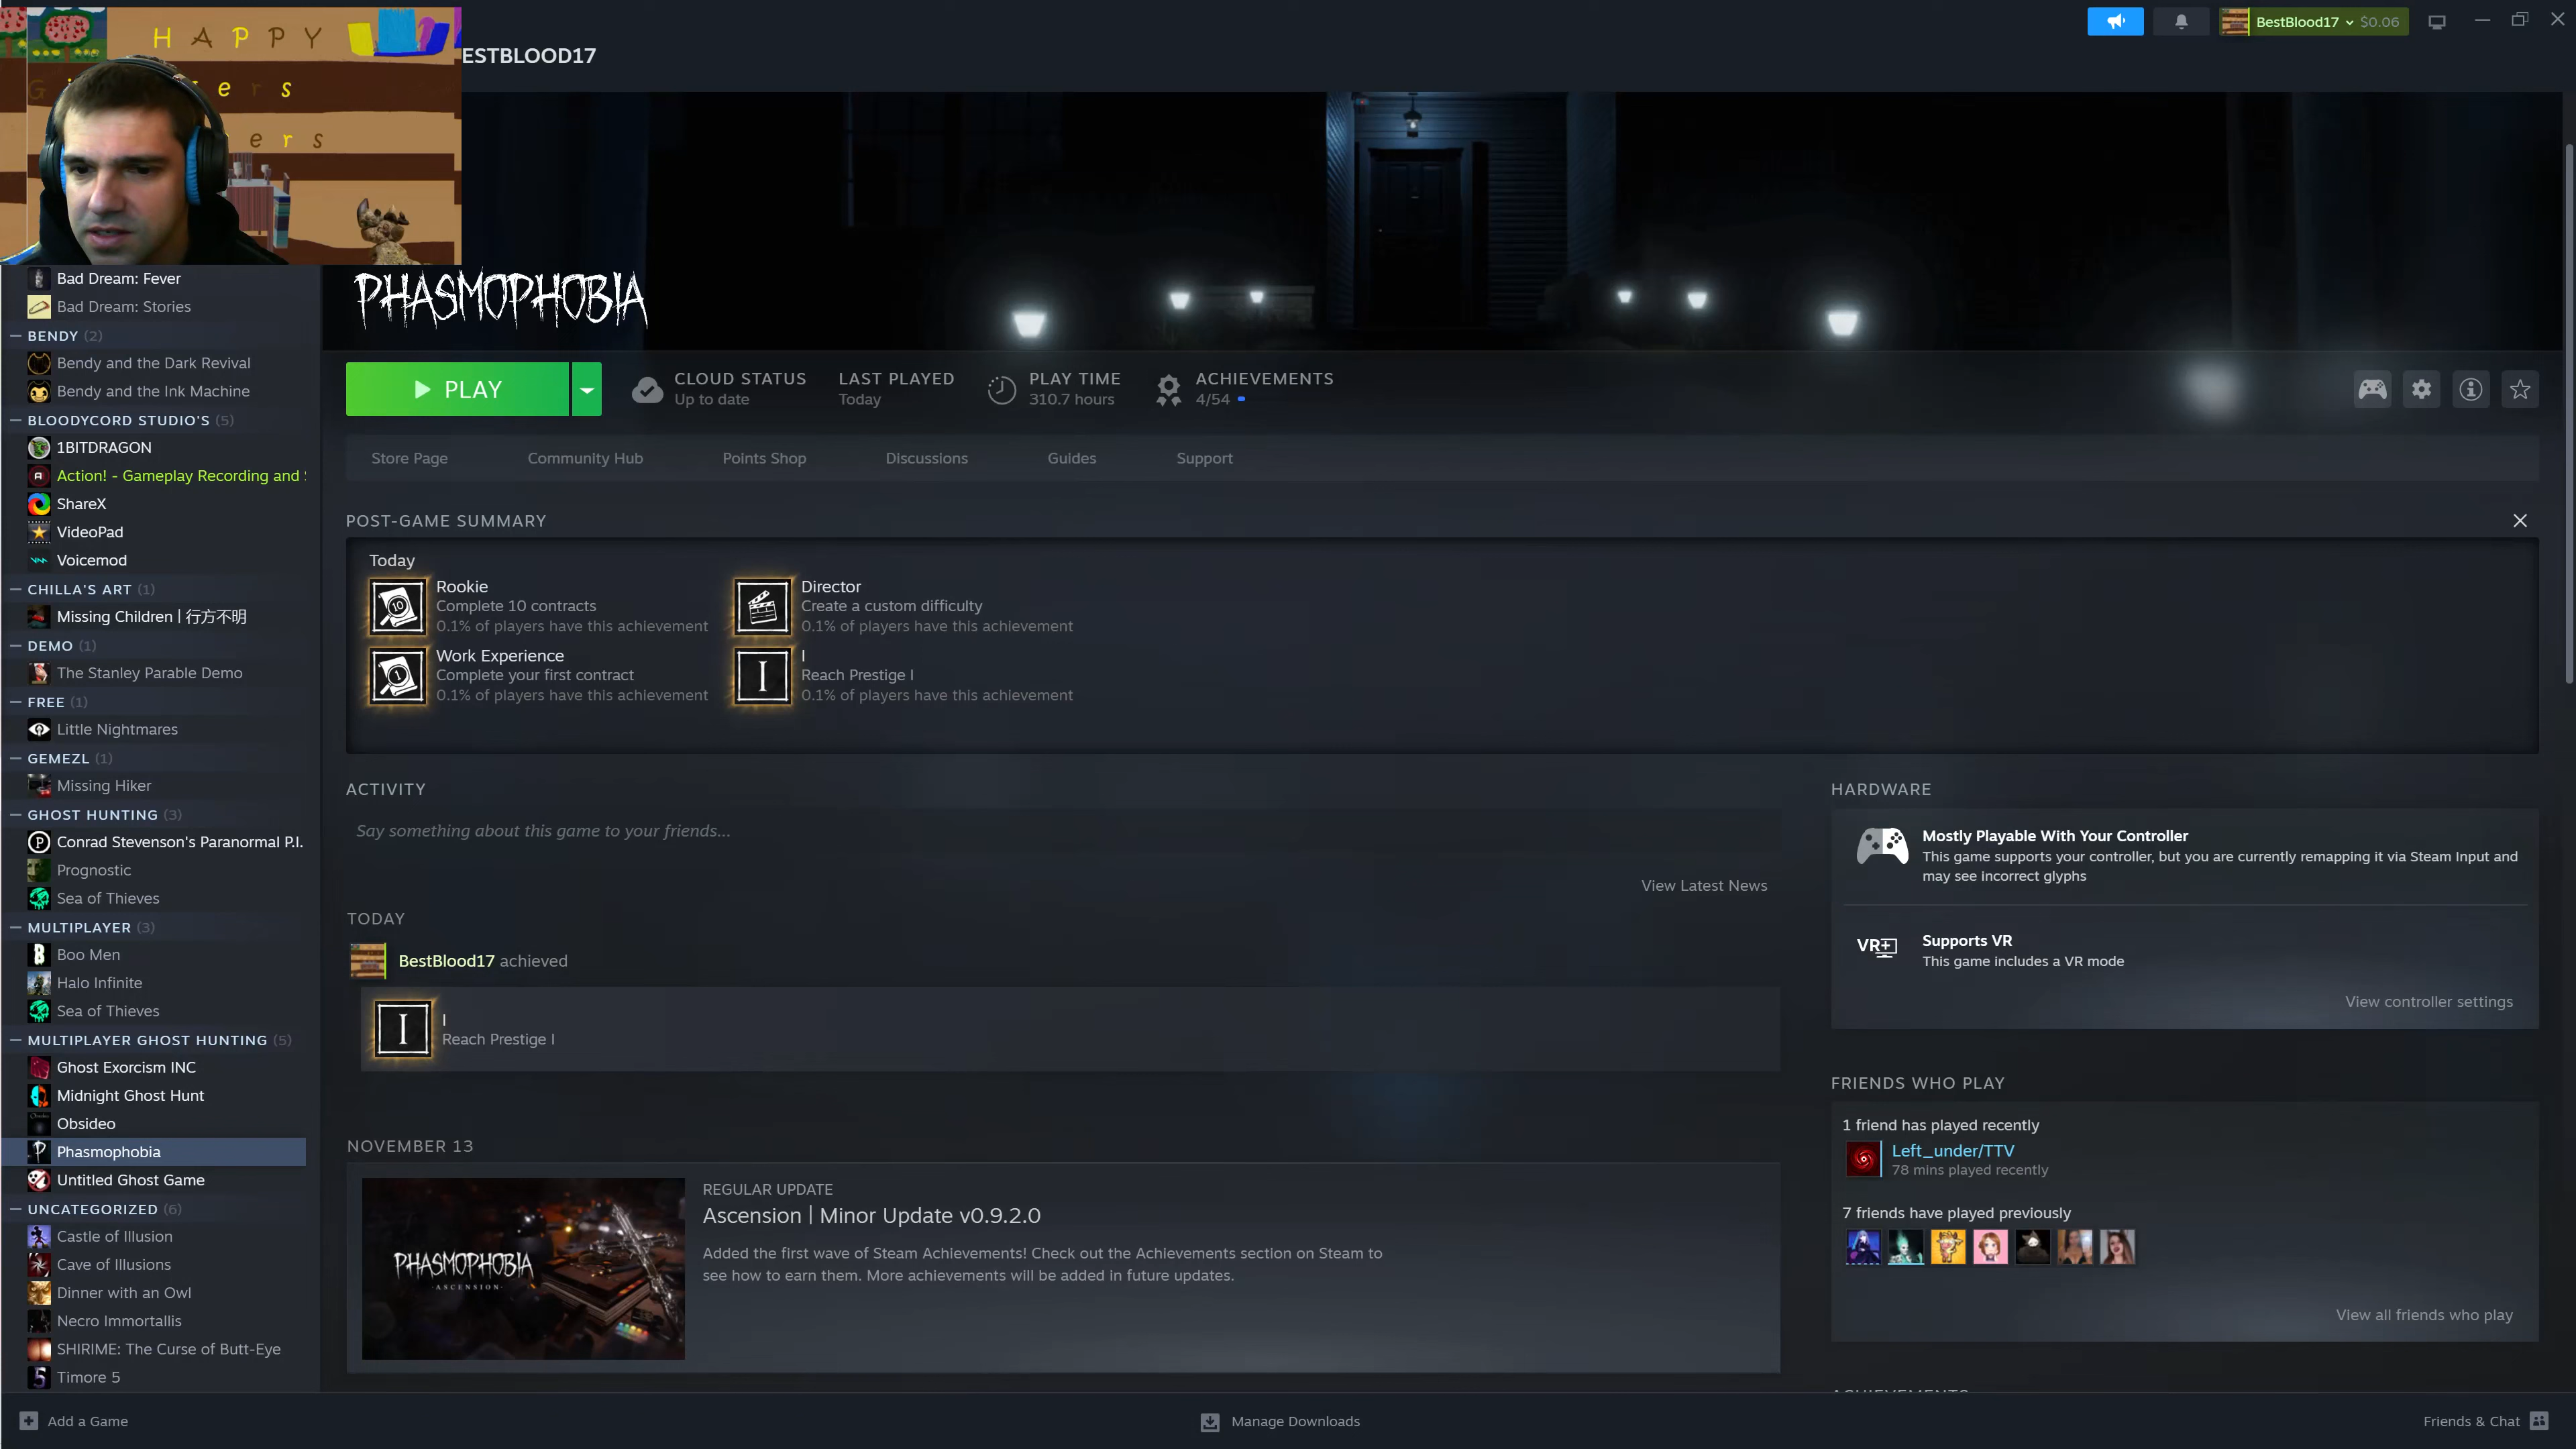 H A P P Y
e r s
e r s
ESTBLOOD17
BestBlood17 $0.06
PHASMOPHOBIA
PLAY
CLOUD STATUS
Up to date
LAST PLAYED
Today
PLAY TIME
310.7 hours
ACHIEVEMENTS
4/54
Store Page
Community Hub
Points Shop
Discussions
Guides
Support
Bad Dream: Fever
Bad Dream: Stories
BENDY (2)
Bendy and the Dark Revival
Bendy and the Ink Machine
BLOODYCORD STUDIO'S (5)
1BITDRAGON
Action! - Gameplay Recording and
ShareX
VideoPad
Voicemod
CHILLA'S ART (1)
Missing Children | 行方不明
DEMO (1)
The Stanley Parable Demo
FREE (1)
Little Nightmares
GEMEZL (1)
Missing Hiker
GHOST HUNTING (3)
Conrad Stevenson's Paranormal P.I.
Prognostic
Sea of Thieves
MULTIPLAYER (3)
Boo Men
Halo Infinite
Sea of Thieves
MULTIPLAYER GHOST HUNTING (5)
Ghost Exorcism INC
Midnight Ghost Hunt
Obsideo
Phasmophobia
Untitled Ghost Game
UNCATEGORIZED (6)
Castle of Illusion
Cave of Illusions
Dinner with an Owl
Necro Immortallis
SHIRIME: The Curse of Butt-Eye
Timore 5
POST-GAME SUMMARY
Today
10
Rookie
Complete 10 contracts
0.1% of players have this achievement
Director
Create a custom difficulty
0.1% of players have this achievement
1
Work Experience
Complete your first contract
0.1% of players have this achievement
I
I
Reach Prestige I
0.1% of players have this achievement
ACTIVITY
Say something about this game to your friends...
View Latest News
TODAY
BestBlood17 achieved
I
I
Reach Prestige I
NOVEMBER 13
PHASMOPHOBIA
·ASCENSION·
REGULAR UPDATE
Ascension | Minor Update v0.9.2.0
Added the first wave of Steam Achievements! Check out the Achievements section on Steam to
see how to earn them. More achievements will be added in future updates.
HARDWARE
Mostly Playable With Your Controller
This game supports your controller, but you are currently remapping it via Steam Input and
may see incorrect glyphs
VR
Supports VR
This game includes a VR mode
View controller settings
FRIENDS WHO PLAY
1 friend has played recently
Left_under/TTV
78 mins played recently
7 friends have played previously
View all friends who play
Add a Game
Manage Downloads
Friends & Chat